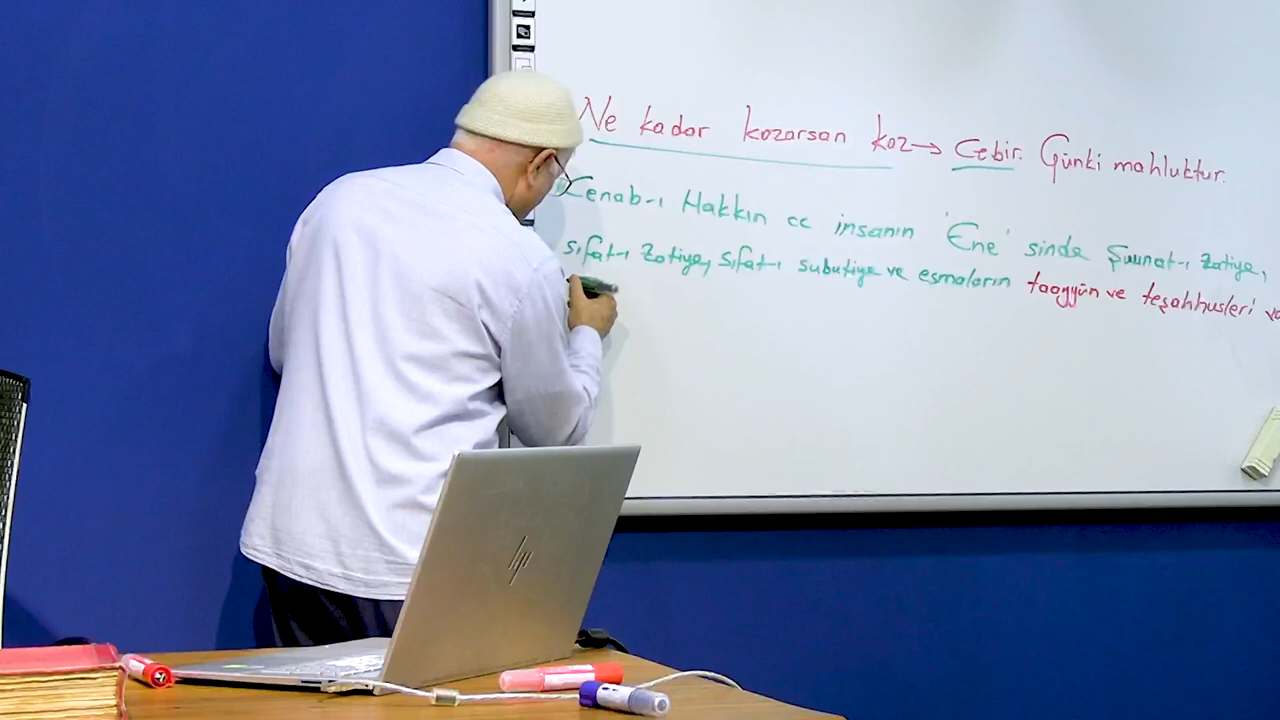 Ne kadar kazarsan kaz → Cebir. Çünki mahluktur.
Cenab-ı Hakkın cc insanın 'Ene' sinde Şuunat-ı Zatiye,
sıfat-ı Zatiye, sıfat-ı subutiye ve esmaların taayyün ve teşahhusleri
hp